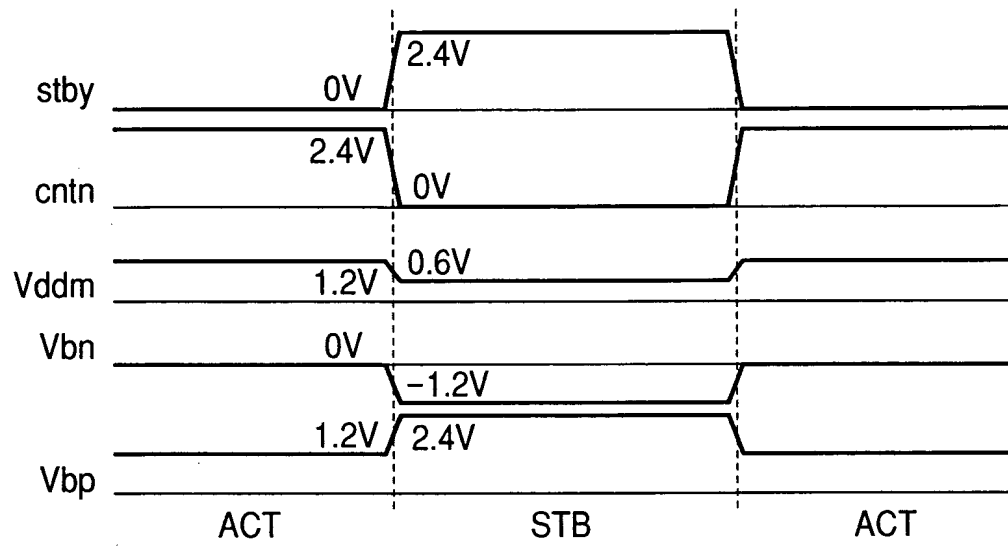 stby 0V 2.4V
cntn 2.4V 0V
Vddm 1.2V 0.6V
Vbn 0V −1.2V
Vbp 1.2V 2.4V
ACT STB ACT